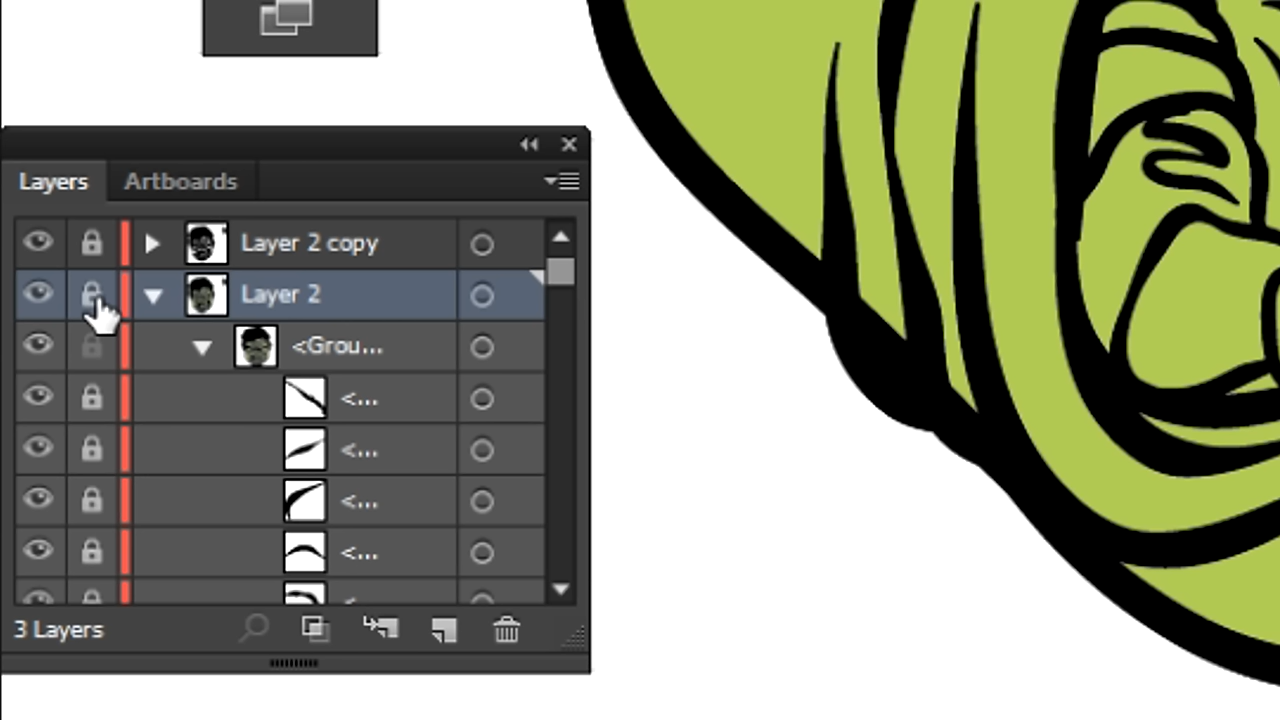 Layers Artboards
Layer 2 copy
Layer 2
<Grou...
<...
<...
<...
<...
3 Layers